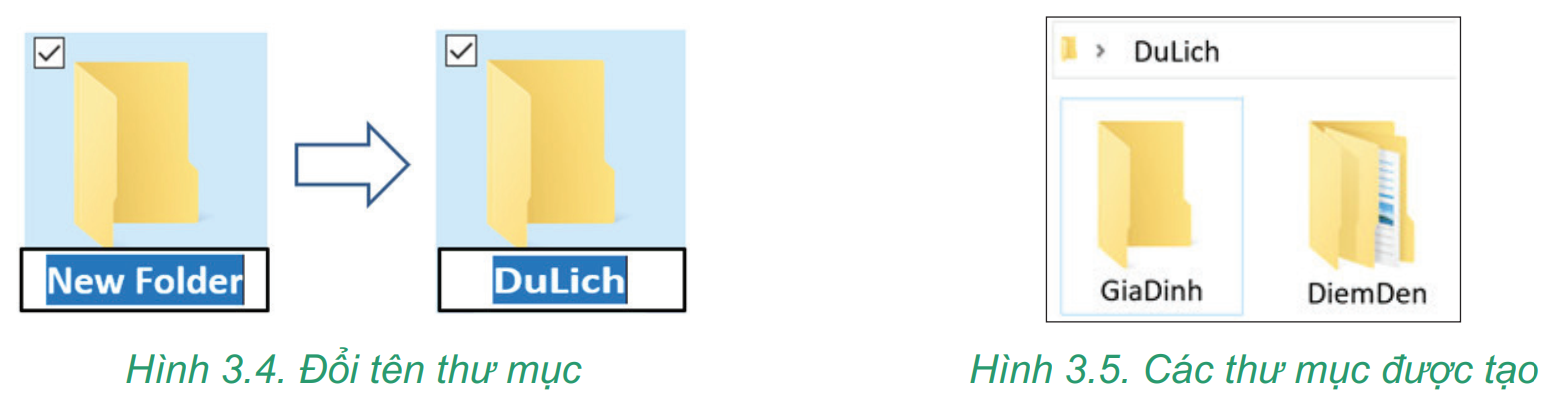 New Folder
DuLich
Hình 3.4. Đổi tên thư mục
DuLich
GiaDinh
DiemDen
Hình 3.5. Các thư mục được tạo